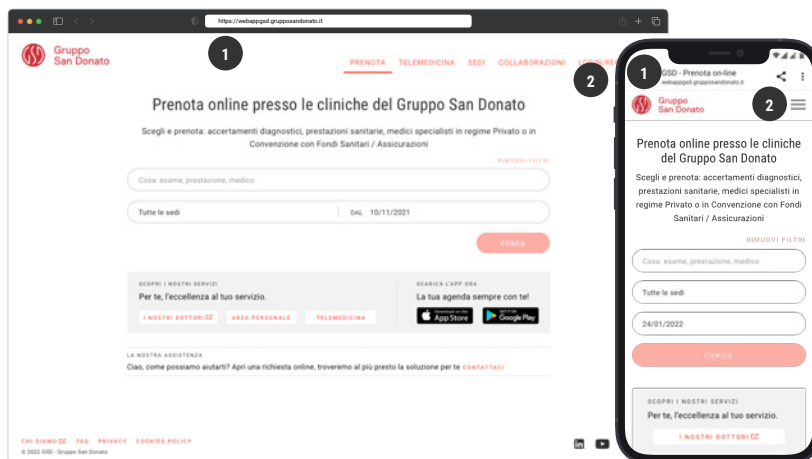 https://webappgsd.grupposandonato.it
1
Gruppo
San Donato
PRENOTA TELEMEDICINA SEDI COLLABORAZIONI
2
Prenota online presso le cliniche del Gruppo San Donato
Scegli e prenota: accertamenti diagnostici, prestazioni sanitarie, medici specialisti in regime Privato o in
Convenzione con Fondi Sanitari / Assicurazioni
RIMUOVI FILTRI
Cosa: esame, prestazione, medico
Tutte le sedi
DAL 10/11/2021
CERCA
SCOPRI I NOSTRI SERVIZI
Per te, l'eccellenza al tuo servizio.
I NOSTRI DOTTORI AREA PERSONALE TELEMEDICINA
SCARICA L'APP ORA
La tua agenda sempre con te!
Download on the
App Store
GET IT ON
Google Play
LA NOSTRA ASSISTENZA
Ciao, come possiamo aiutarti? Apri una richiesta online, troveremo al più presto la soluzione per te CONTATTACI
CHI SIAMO FAQ PRIVACY COOKIES POLICY
© 2022 GSD - Gruppo San Donato
1
GSD - Prenota on-line
webappgsd.grupposandonato.it
Gruppo
San Donato
2
Prenota online presso le cliniche
del Gruppo San Donato
Scegli e prenota: accertamenti diagnostici,
prestazioni sanitarie, medici specialisti in
regime Privato o in Convenzione con Fondi
Sanitari / Assicurazioni
RIMUOVI FILTRI
Cosa: esame, prestazione, medico
Tutte le sedi
24/01/2022
CERCA
SCOPRI I NOSTRI SERVIZI
Per te, l'eccellenza al tuo servizio.
I NOSTRI DOTTORI